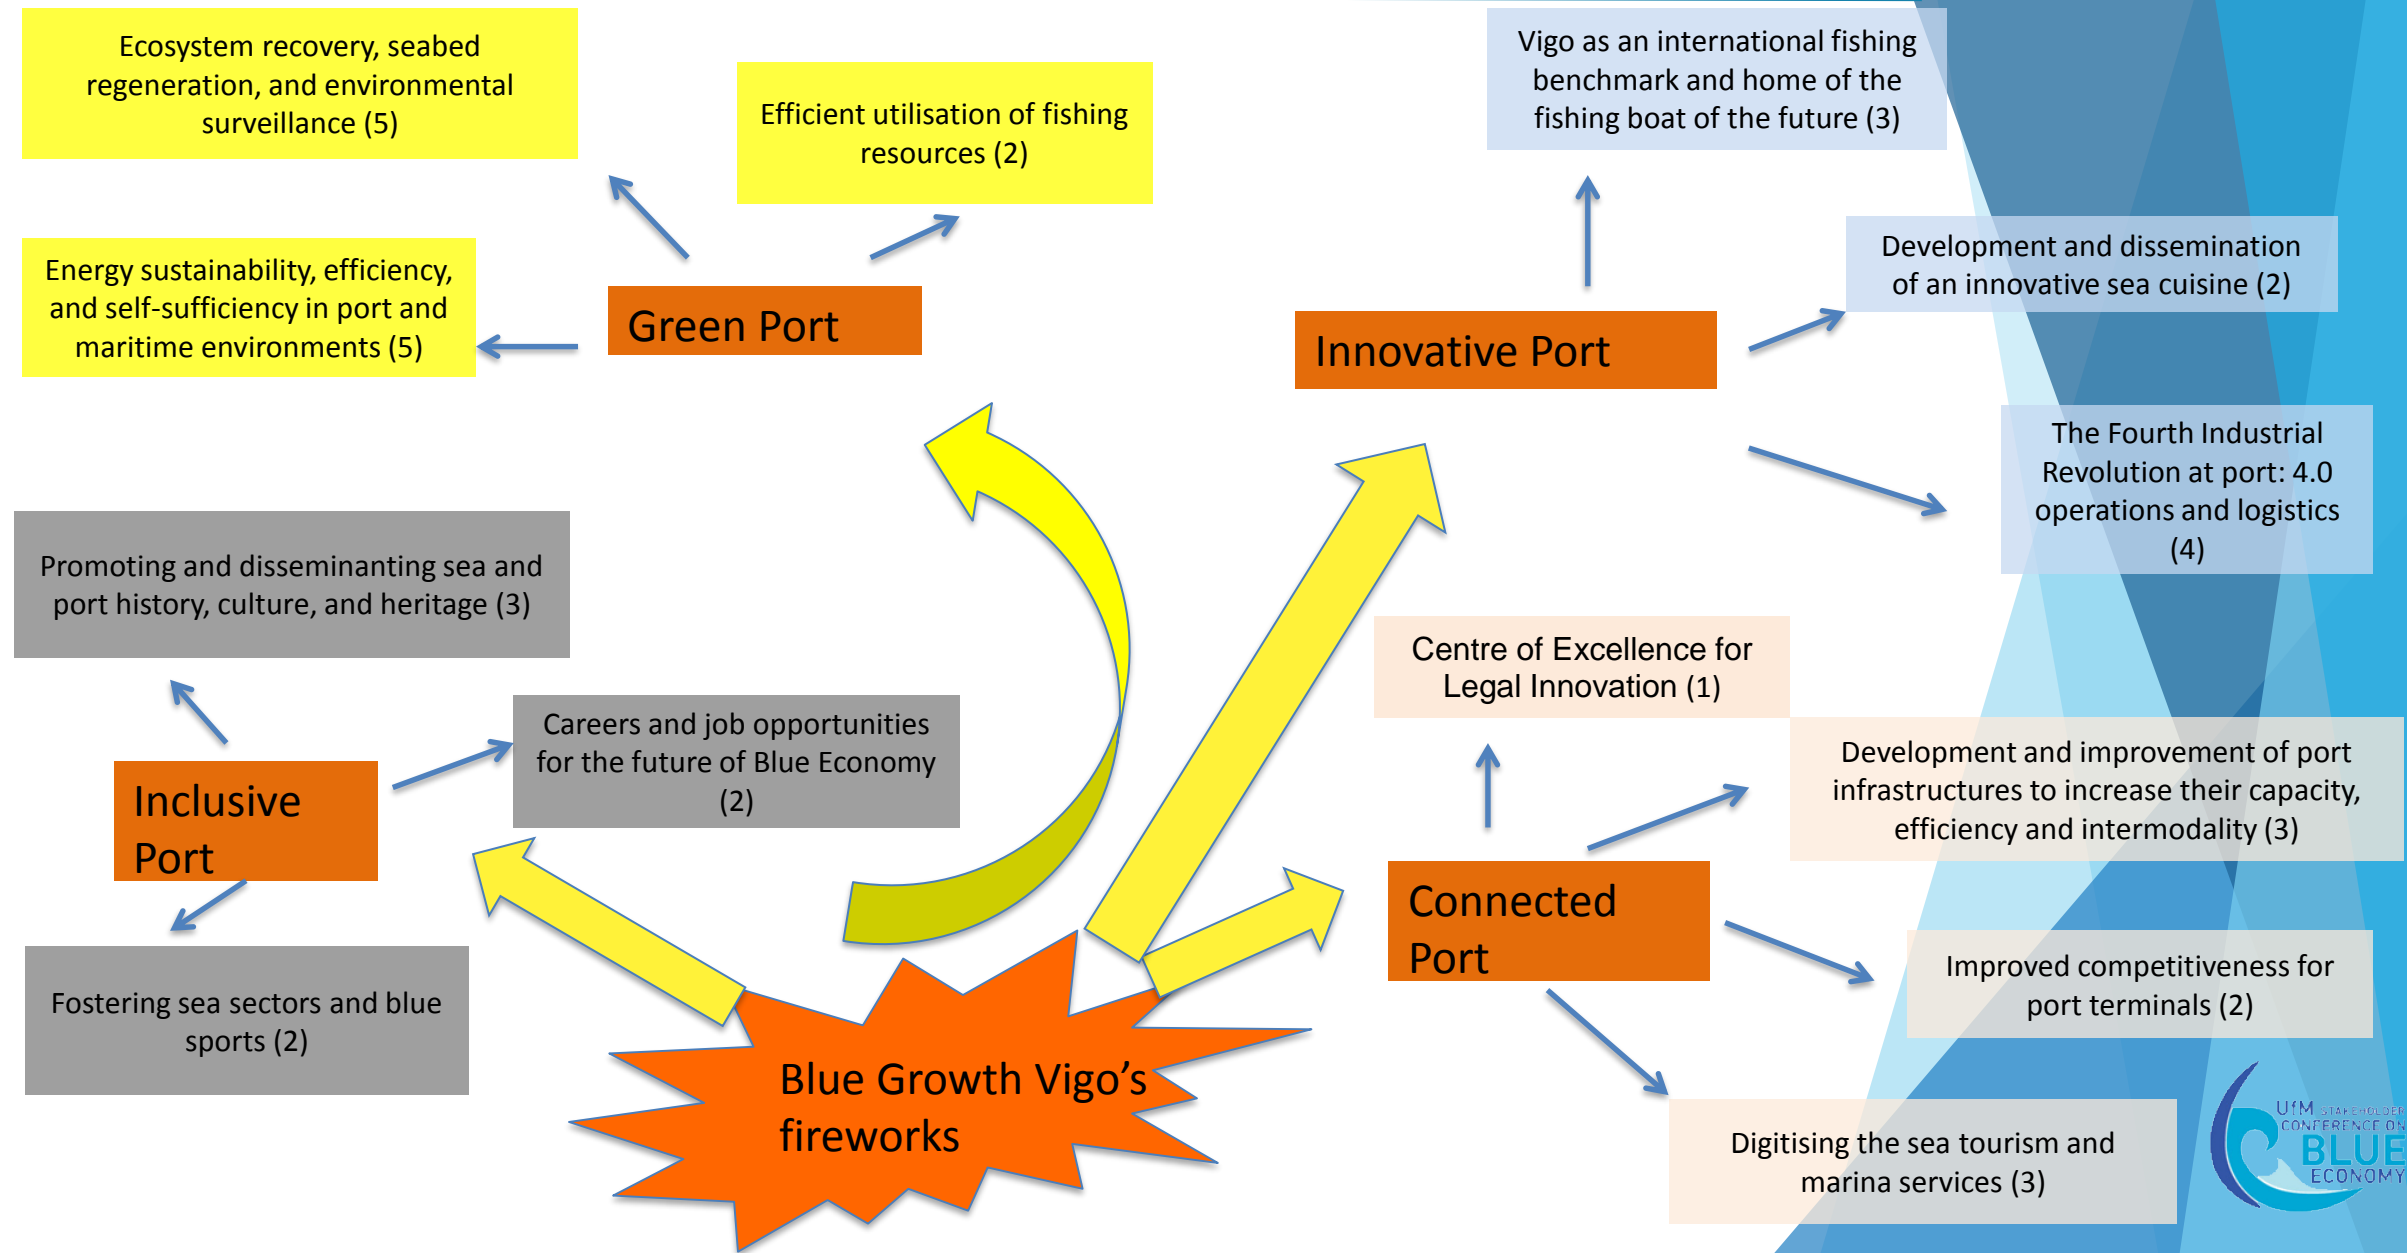 Ecosystem recovery, seabed
regeneration, and environmental
surveillance (5)
Efficient utilisation of fishing
resources (2)
Energy sustainability, efficiency,
and self-sufficiency in port and
maritime environments (5)
Green Port
Vigo as an international fishing
benchmark and home of the
fishing boat of the future (3)
Development and dissemination
of an innovative sea cuisine (2)
Innovative Port
The Fourth Industrial
Revolution at port: 4.0
operations and logistics
(4)
Promoting and disseminanting sea and
port history, culture, and heritage (3)
Careers and job opportunities
for the future of Blue Economy
(2)
Inclusive
Port
Fostering sea sectors and blue
sports (2)
Centre of Excellence for
Legal Innovation (1)
Development and improvement of port
infrastructures to increase their capacity,
efficiency and intermodality (3)
Connected
Port
Improved competitiveness for
port terminals (2)
Digitising the sea tourism and
marina services (3)
Blue Growth Vigo’s
fireworks
UfM STAKEHOLDER
CONFERENCE ON
BLUE
ECONOMY